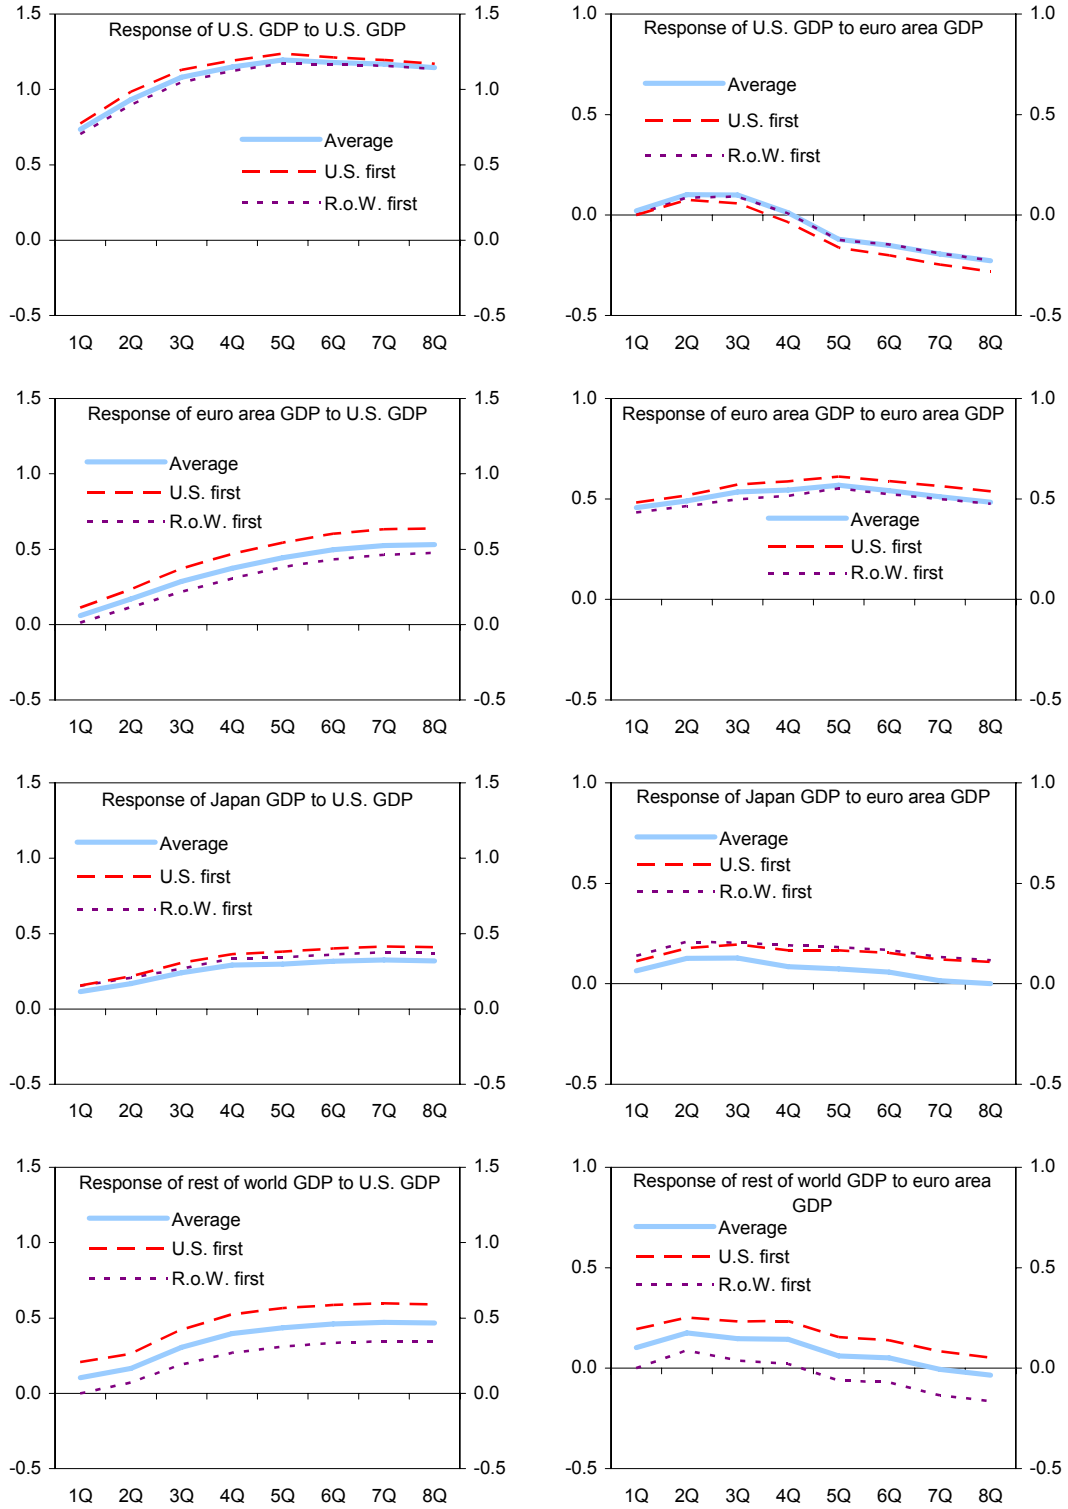 Response of U.S. GDP to U.S. GDP
1.5 1.5
1.0 1.0
0.5 0.5
0.0 0.0
-0.5 -0.5
Average
U.S. first
R.o.W. first
1Q 2Q 3Q 4Q 5Q 6Q 7Q 8Q
Response of U.S. GDP to euro area GDP
1.0 1.0
0.5 0.5
0.0 0.0
-0.5 -0.5
Average
U.S. first
R.o.W. first
1Q 2Q 3Q 4Q 5Q 6Q 7Q 8Q
Response of euro area GDP to U.S. GDP
1.5 1.5
1.0 1.0
0.5 0.5
0.0 0.0
-0.5 -0.5
Average
U.S. first
R.o.W. first
1Q 2Q 3Q 4Q 5Q 6Q 7Q 8Q
Response of euro area GDP to euro area GDP
1.0 1.0
0.5 0.5
0.0 0.0
-0.5 -0.5
Average
U.S. first
R.o.W. first
1Q 2Q 3Q 4Q 5Q 6Q 7Q 8Q
Response of Japan GDP to U.S. GDP
1.5 1.5
1.0 1.0
0.5 0.5
0.0 0.0
-0.5 -0.5
Average
U.S. first
R.o.W. first
1Q 2Q 3Q 4Q 5Q 6Q 7Q 8Q
Response of Japan GDP to euro area GDP
1.0 1.0
0.5 0.5
0.0 0.0
-0.5 -0.5
Average
U.S. first
R.o.W. first
1Q 2Q 3Q 4Q 5Q 6Q 7Q 8Q
Response of rest of world GDP to U.S. GDP
1.5 1.5
1.0 1.0
0.5 0.5
0.0 0.0
-0.5 -0.5
Average
U.S. first
R.o.W. first
1Q 2Q 3Q 4Q 5Q 6Q 7Q 8Q
Response of rest of world GDP to euro area
GDP
1.0 1.0
0.5 0.5
0.0 0.0
-0.5 -0.5
Average
U.S. first
R.o.W. first
1Q 2Q 3Q 4Q 5Q 6Q 7Q 8Q